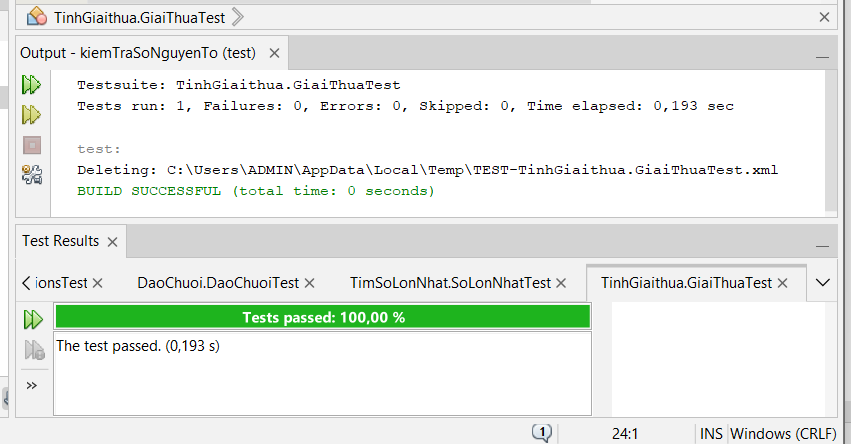 TinhGiaithua.GiaiThuaTest
Output - kiemTraSoNguyenTo (test)
Testsuite: TinhGiaithua.GiaiThuaTest
Tests run: 1, Failures: 0, Errors: 0, Skipped: 0, Time elapsed: 0,193 sec
test:
Deleting: C:\Users\ADMIN\AppData\Local\Temp\TEST-TinhGiaithua.GiaiThuaTest.xml
BUILD SUCCESSFUL (total time: 0 seconds)
Test Results
ionsTest DaoChuoi.DaoChuoiTest TimSoLonNhat.SoLonNhatTest TinhGiaithua.GiaiThuaTest
Tests passed: 100,00 %
The test passed. (0,193 s)
1 24:1 INS Windows (CRLF)